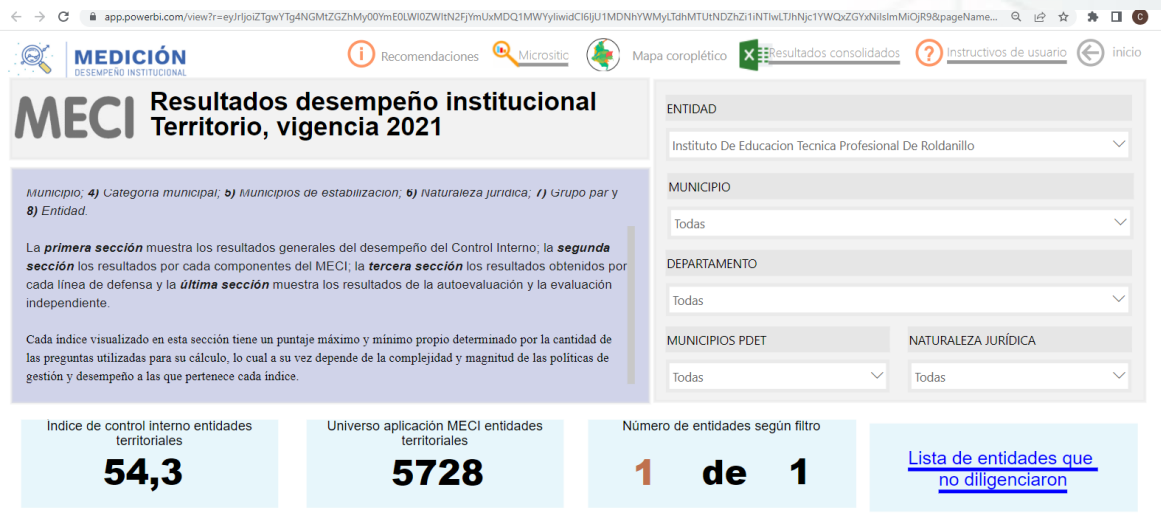 app.powerbi.com/view?r=eyJrIjoiZTgwYTg4NGMtZGZhMy00YmE0LWI0ZWItN2FjYmUxMDQ1MWYyIiwidCI6IjU1MDNhYWMyLTdhMTUtNDZhZi1iNTIwLTJhNjc1YWQxZGYxNiIsImMiOjR9&pageName...
MEDICIÓN
DESEMPEÑO INSTITUCIONAL
Recomendaciones
Micrositic
Mapa coroplético
Resultados consolidados
Instructivos de usuario
inicio
MECI
Resultados desempeño institucional
Territorio, vigencia 2021
Municipio; 4) Categoría municipal; 5) Municipios de estabilización; 6) Naturaleza jurídica; 7) Grupo par y
8) Entidad.
La primera sección muestra los resultados generales del desempeño del Control Interno; la segunda
sección los resultados por cada componentes del MECI; la tercera sección los resultados obtenidos por
cada línea de defensa y la última sección muestra los resultados de la autoevaluación y la evaluación
independiente.
Cada índice visualizado en esta sección tiene un puntaje máximo y mínimo propio determinado por la cantidad de
las preguntas utilizadas para su cálculo, lo cual a su vez depende de la complejidad y magnitud de las políticas de
gestión y desempeño a las que pertenece cada índice.
ENTIDAD
Instituto De Educacion Tecnica Profesional De Roldanillo
MUNICIPIO
Todas
DEPARTAMENTO
Todas
MUNICIPIOS PDET
Todas
NATURALEZA JURÍDICA
Todas
Indice de control interno entidades
territoriales
54,3
Universo aplicación MECI entidades
territoriales
5728
Número de entidades según filtro
1 de 1
Lista de entidades que
no diligenciaron